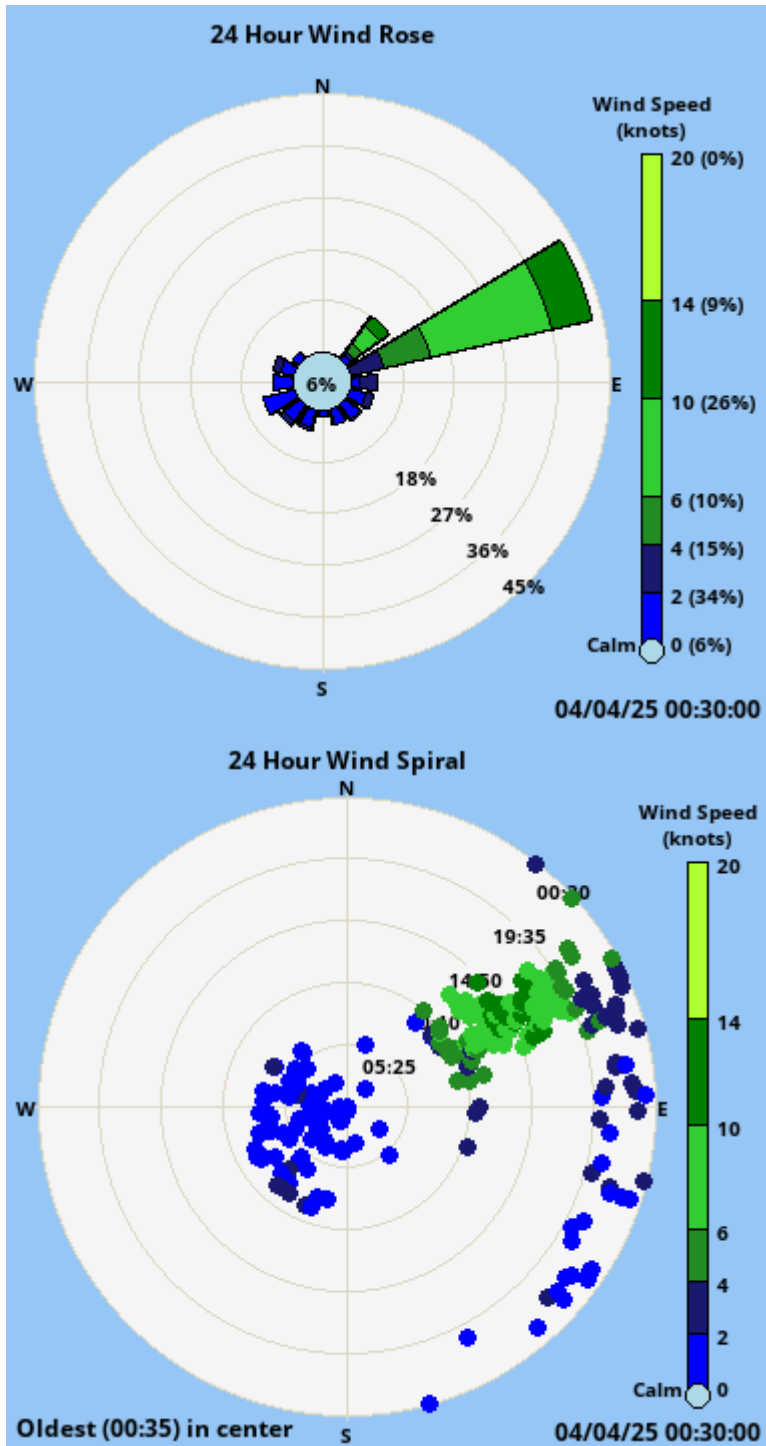 24 Hour Wind Rose
N
Wind Speed
(knots)
20 (0%)
14 (9%)
W
6%
E
10 (26%)
18%
6 (10%)
27%
36%
4 (15%)
45%
2 (34%)
Calm
0 (6%)
S
04/04/25 00:30:00
24 Hour Wind Spiral
N
Wind Speed
(knots)
20
19:35
14
05:25
W
E
10
6
4
2
Calm
0
Oldest (00:35) in center
S
04/04/25 00:30:00